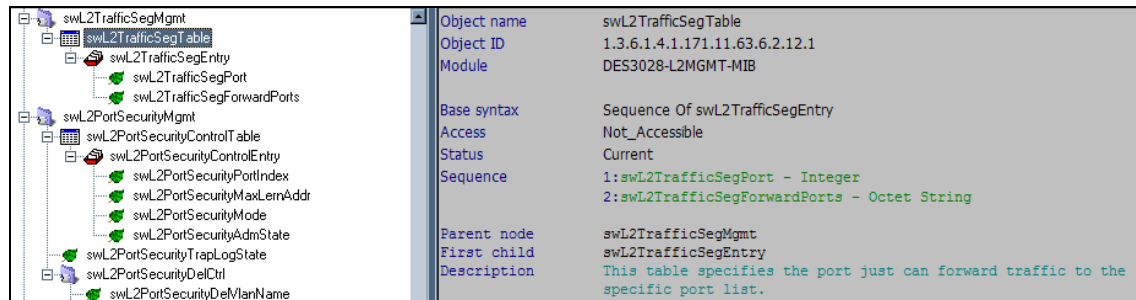 swL2TrafficSegMgmt
swL2TrafficSegTable
swL2TrafficSegEntry
swL2TrafficSegPort
swL2TrafficSegForwardPorts
swL2PortSecurityMgmt
swL2PortSecurityControlTable
swL2PortSecurityControlEntry
swL2PortSecurityPortIndex
swL2PortSecurityMaxLernAddr
swL2PortSecurityMode
swL2PortSecurityAdmState
swL2PortSecurityTrapLogState
swL2PortSecurityDelCtrl
swL2PortSecurityDelVlanName
Object name swL2TrafficSegTable
Object ID 1.3.6.1.4.1.171.11.63.6.2.12.1
Module DES3028-L2MGMT-MIB
Base syntax Sequence Of swL2TrafficSegEntry
Access Not_Accessible
Status Current
Sequence 1:swL2TrafficSegPort - Integer
2:swL2TrafficSegForwardPorts - Octet String
Parent node swL2TrafficSegMgmt
First child swL2TrafficSegEntry
Description This table specifies the port just can forward traffic to the
specific port list.